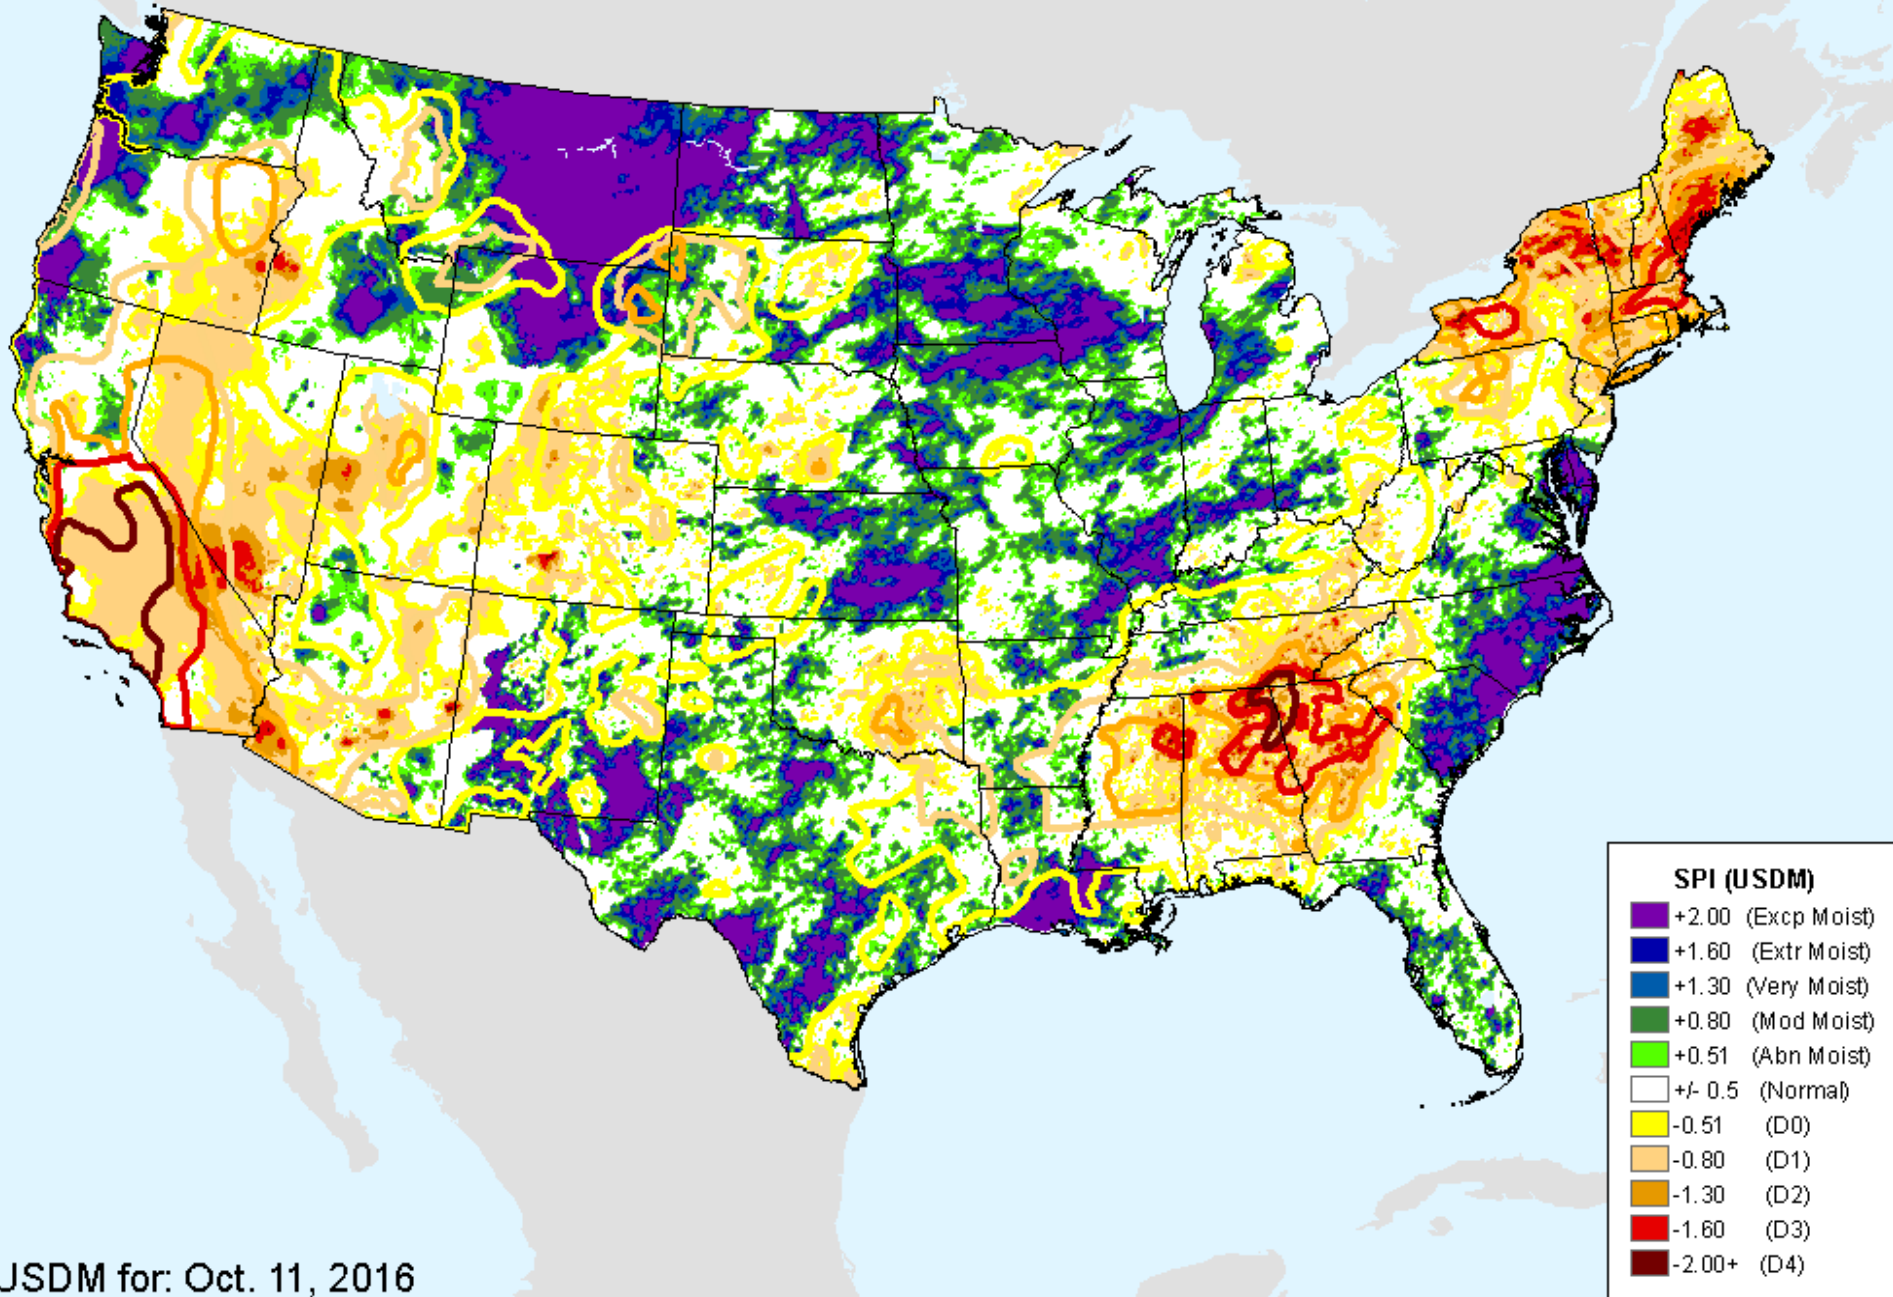 SPI (USDM)
+2.00 (Excp Moist)
+1.60 (Extr Moist)
+1.30 (Very Moist)
+0.80 (Mod Moist)
+0.51 (Abn Moist)
+/- 0.5 (Normal)
-0.51 (D0)
-0.80 (D1)
-1.30 (D2)
-1.60 (D3)
-2.00+ (D4)
USDM for: Oct. 11, 2016